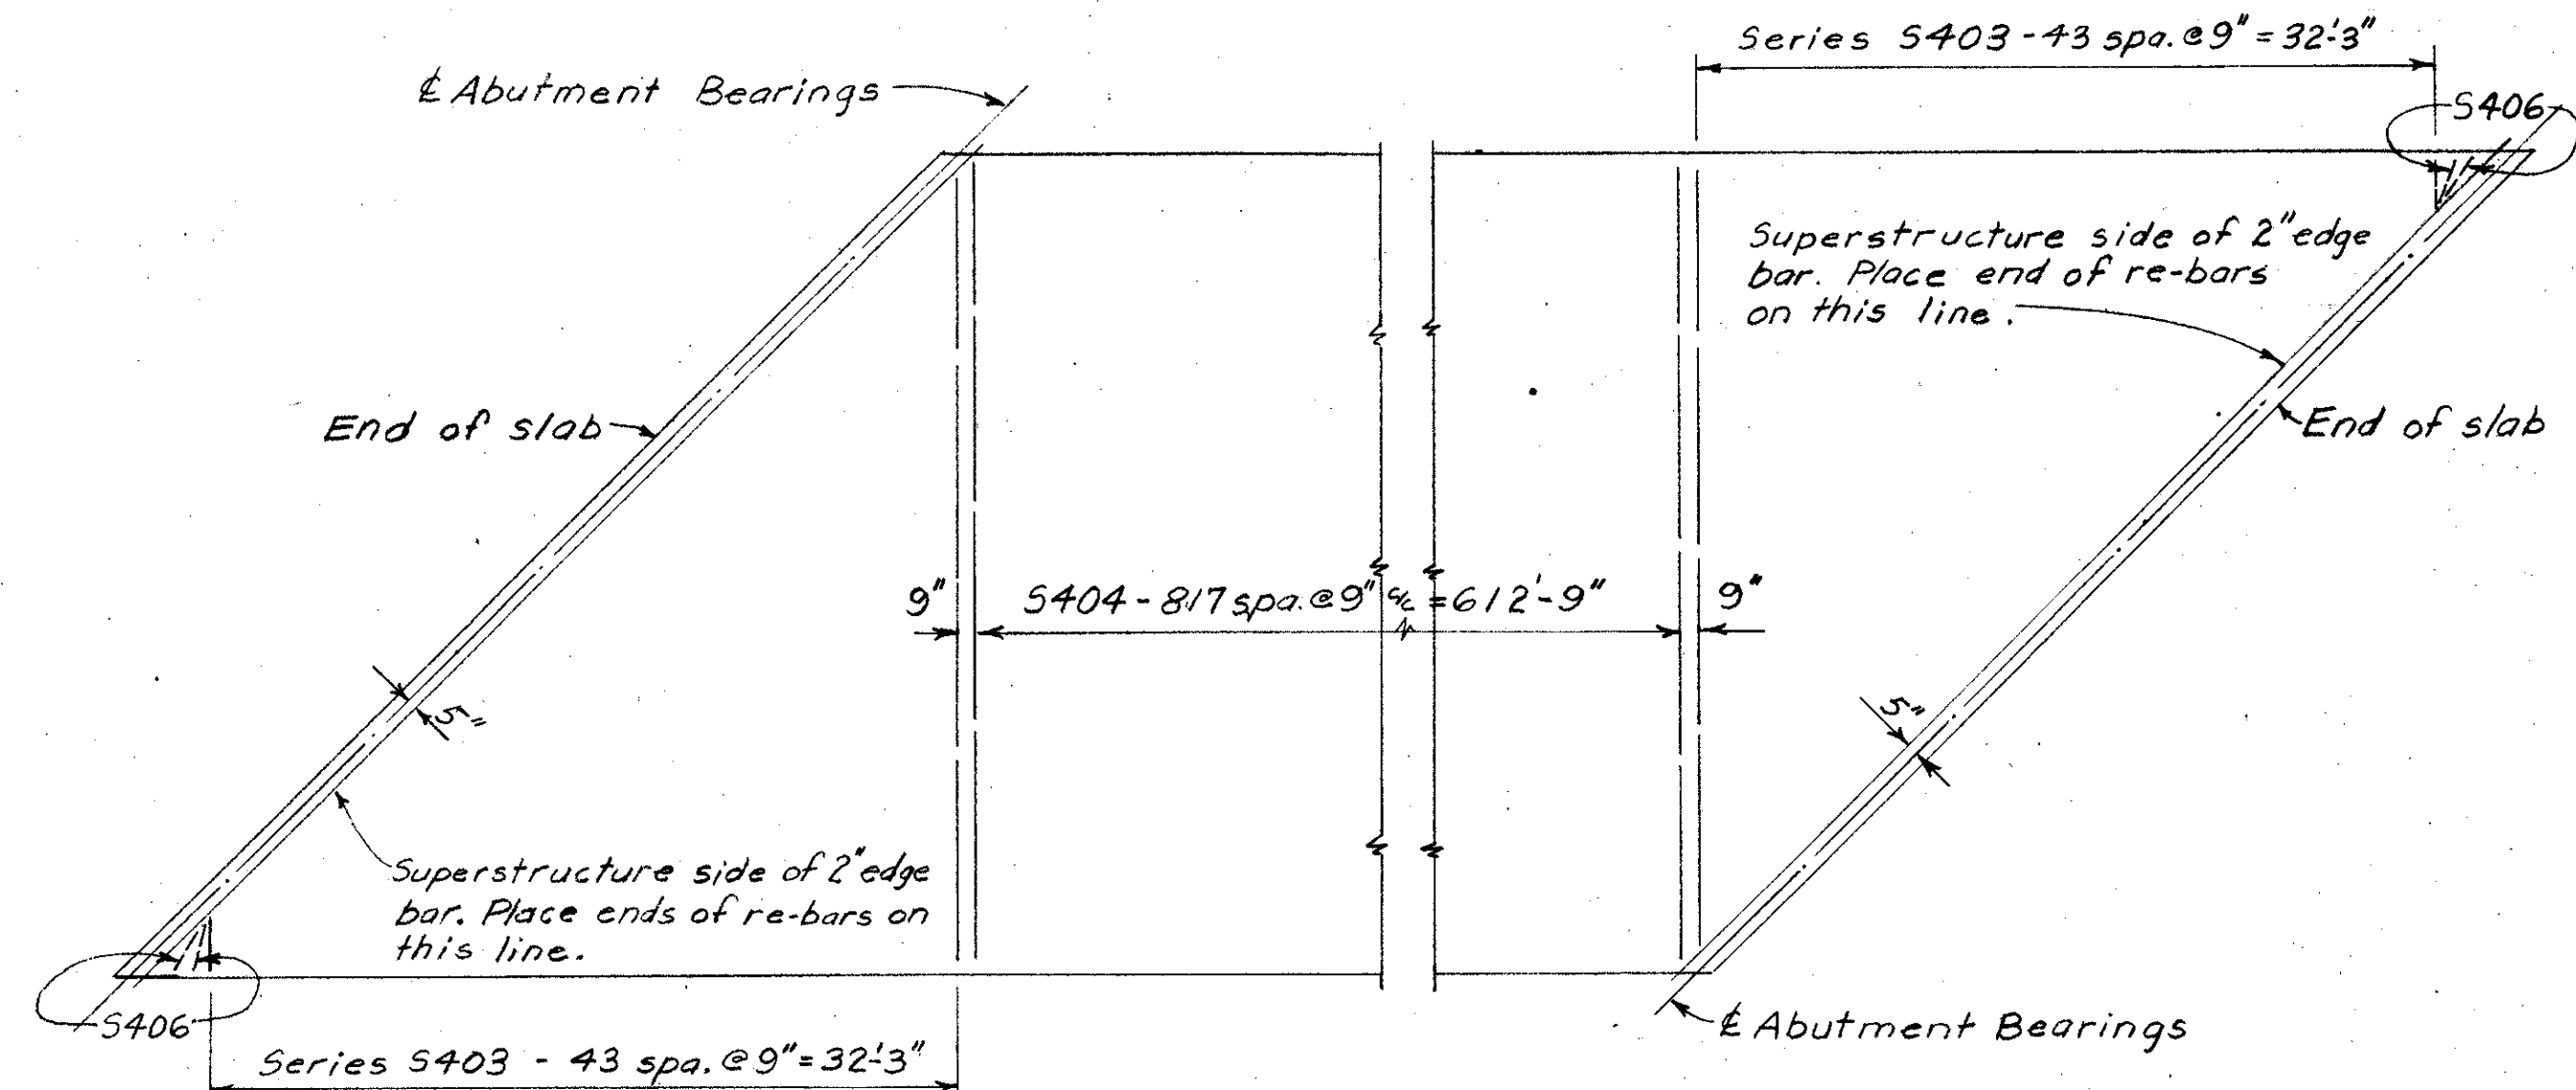 Series S403 - 43 spa. @ 9" = 32'-3"
℄ Abutment Bearings
S406
Superstructure side of 2" edge
bar. Place end of re-bars
on this line.
End of slab
End of slab
9"
S404 - 817 spa. @ 9" c/c = 612'-9"
9"
5"
5"
Superstructure side of 2" edge
bar. Place ends of re-bars on
this line.
S406
℄ Abutment Bearings
Series S403 - 43 spa. @ 9" = 32'-3"